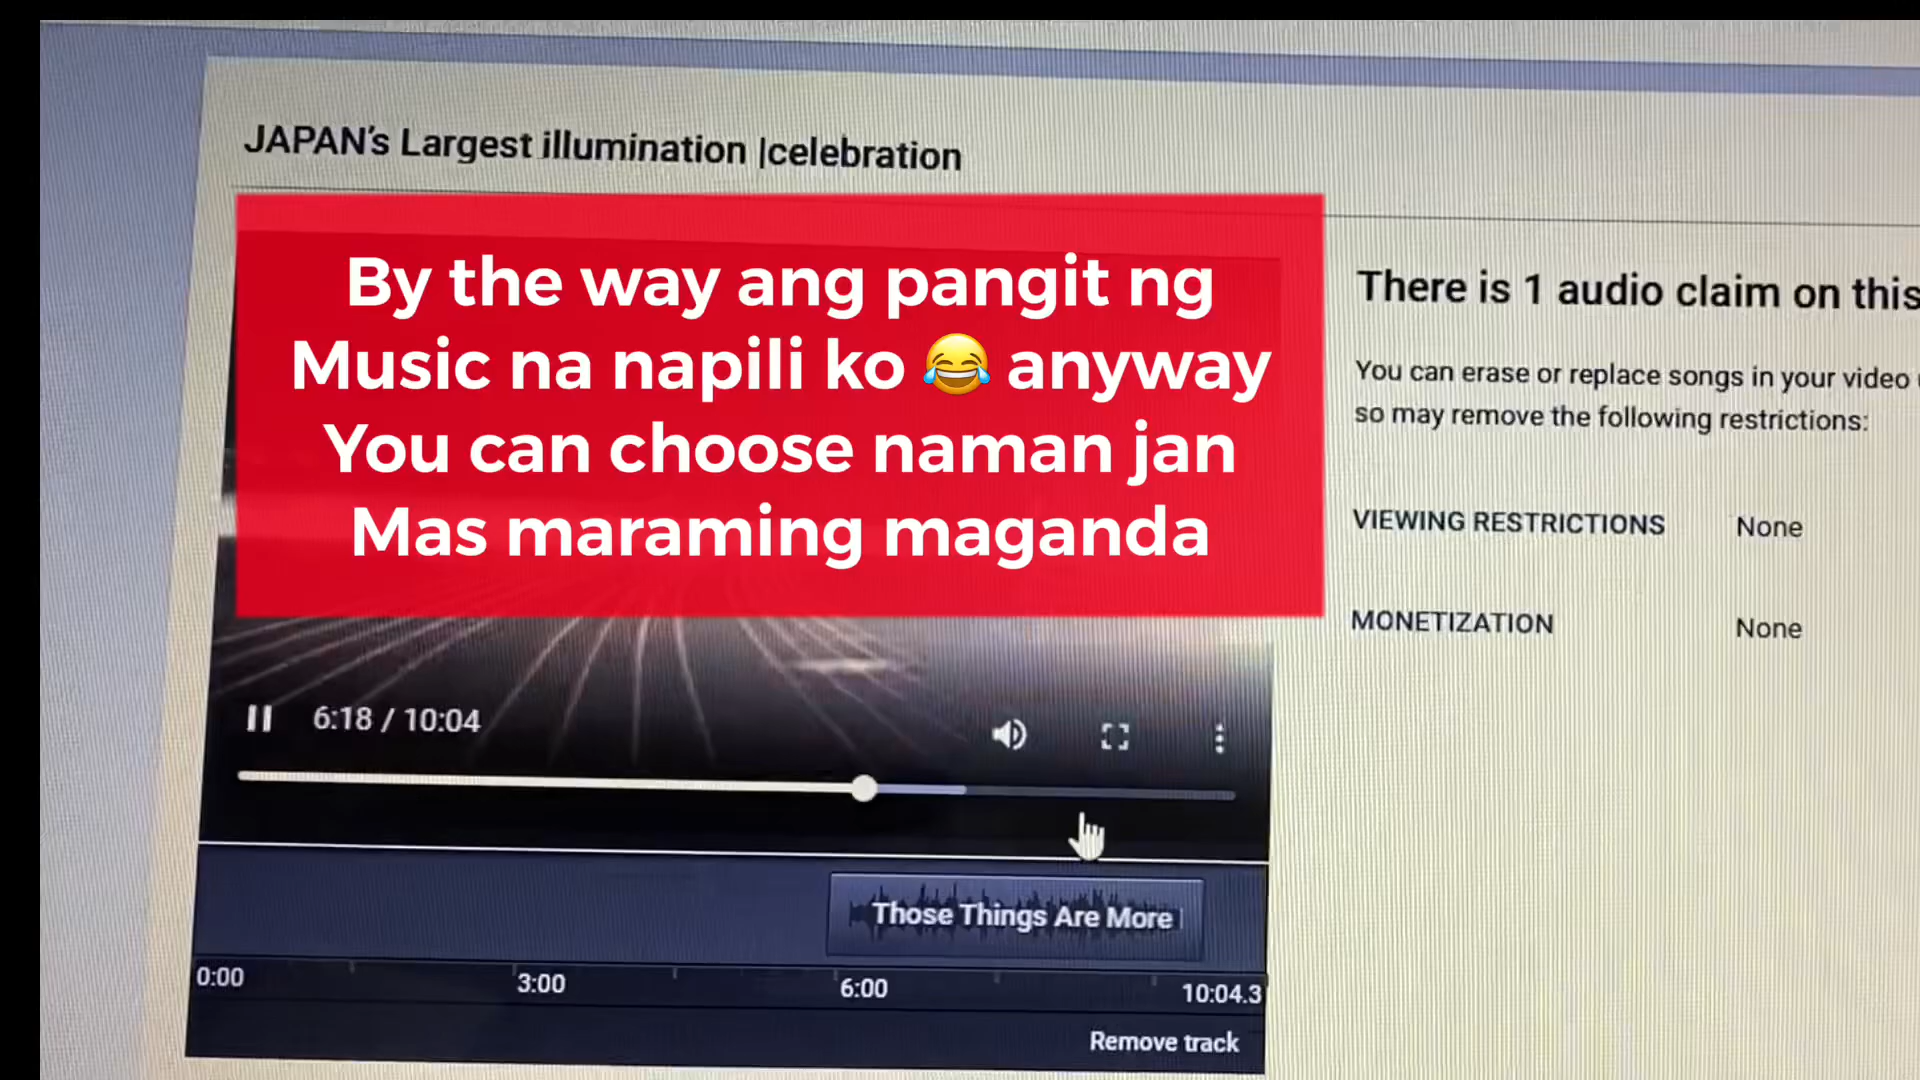 JAPAN's Largest illumination |celebration
By the way ang pangit ng
Music na napili ko 😂 anyway
You can choose naman jan
Mas maraming maganda
There is 1 audio claim on this
You can erase or replace songs in your video
so may remove the following restrictions:
VIEWING RESTRICTIONS None
MONETIZATION None
6:18 / 10:04
Those Things Are More
0:00 3:00 6:00 10:04.3
Remove track